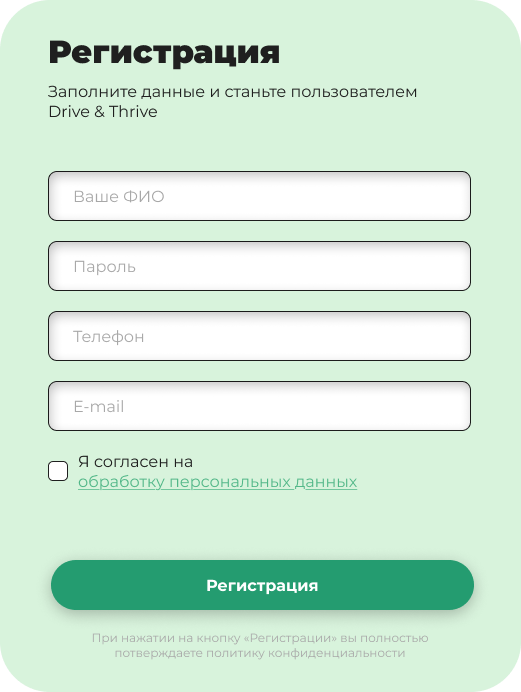 Регистрация
Заполните данные и станьте пользователем
Drive & Thrive
Ваше ФИО
Пароль
Телефон
E-mail
Я согласен на
обработку персональных данных
Регистрация
При нажатии на кнопку «Регистрации» вы полностью
потверждаете политику конфиденциальности